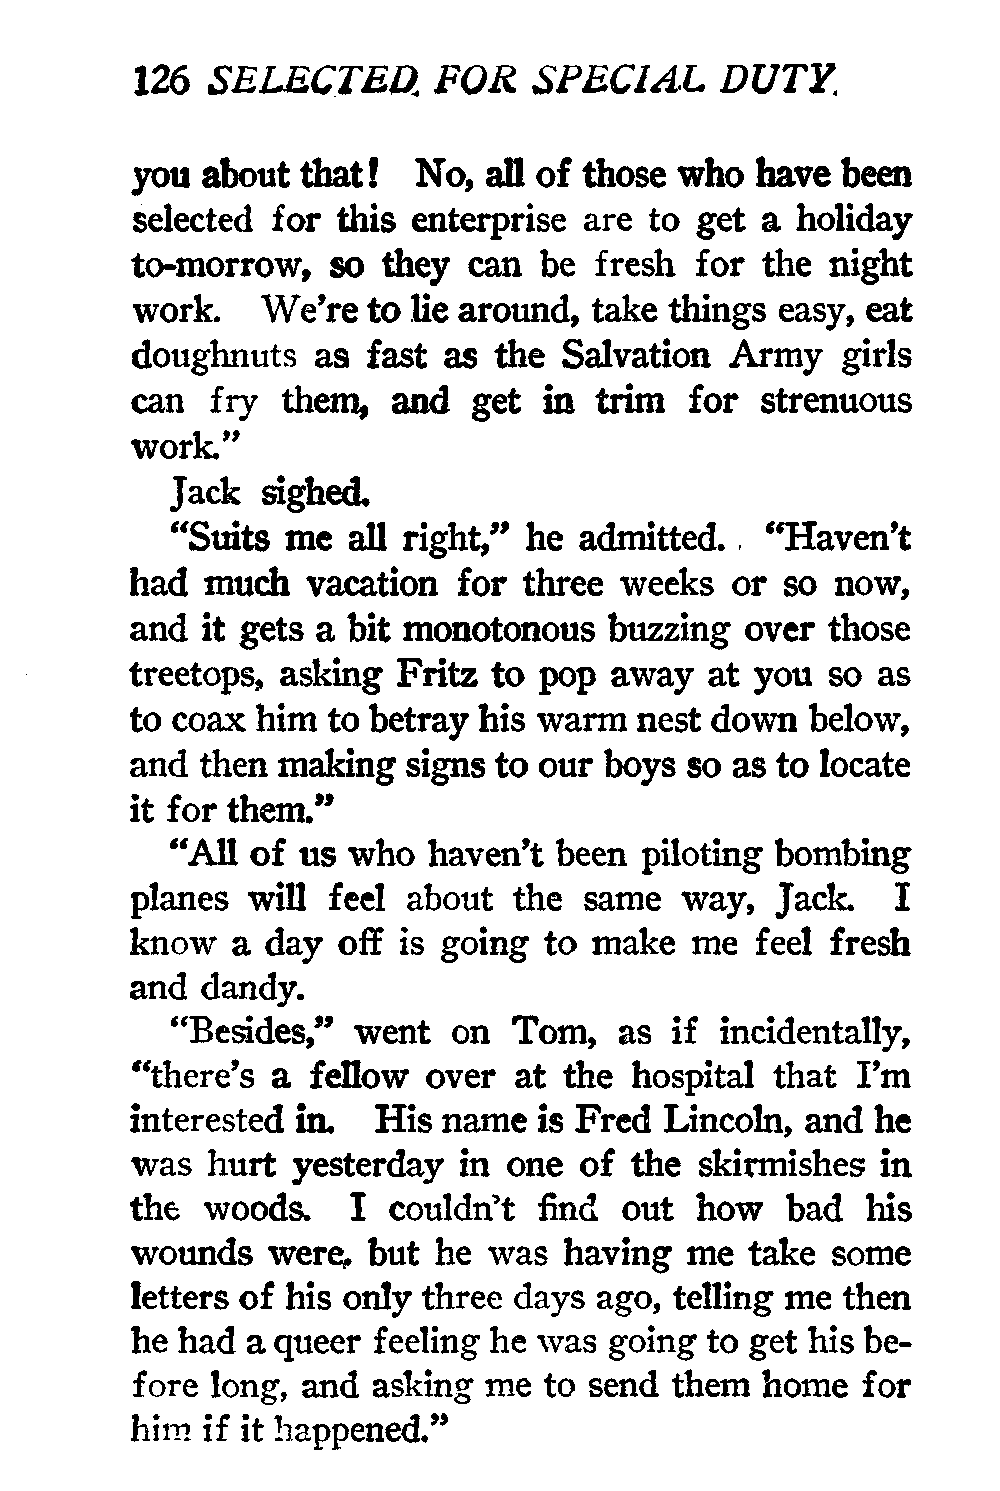 126 SELECTED FOR SPECIAL DUTY.
you about that! No, all of those who have been
selected for this enterprise are to get a holiday
to-morrow, so they can be fresh for the night
work. We're to lie around, take things easy, eat
doughnuts as fast as the Salvation Army girls
can fry them, and get in trim for strenuous
work."
Jack sighed.
"Suits me all right," he admitted. "Haven't
had much vacation for three weeks or so now,
and it gets a bit monotonous buzzing over those
treetops, asking Fritz to pop away at you so as
to coax him to betray his warm nest down below,
and then making signs to our boys so as to locate
it for them."
"All of us who haven't been piloting bombing
planes will feel about the same way, Jack. I
know a day off is going to make me feel fresh
and dandy.
"Besides," went on Tom, as if incidentally,
"there's a fellow over at the hospital that I'm
interested in. His name is Fred Lincoln, and he
was hurt yesterday in one of the skirmishes in
the woods. I couldn't find out how bad his
wounds were, but he was having me take some
letters of his only three days ago, telling me then
he had a queer feeling he was going to get his be-
fore long, and asking me to send them home for
him if it happened."